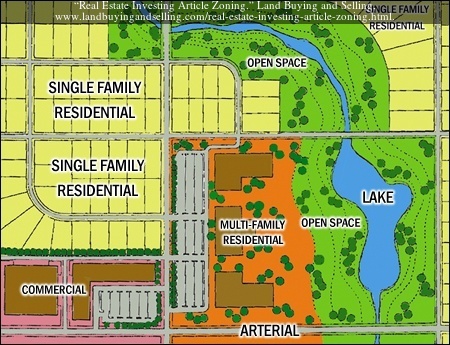 "Real Estate Investing Article Zoning." Land Buying and Selling.
www.landbuyingandselling.com/real-estate-investing-article-zoning.html
SINGLE FAMILY
RESIDENTIAL
OPEN SPACE
SINGLE FAMILY
RESIDENTIAL
SINGLE FAMILY
RESIDENTIAL
LAKE
MULTI-FAMILY
RESIDENTIAL
OPEN SPACE
COMMERCIAL
ARTERIAL